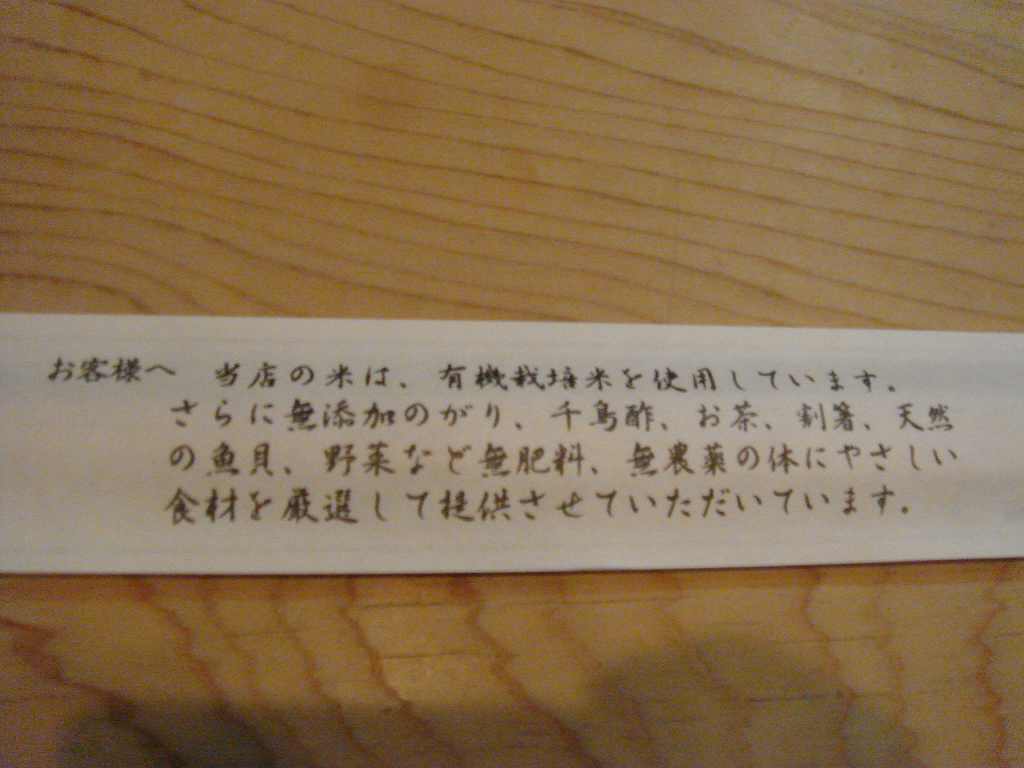 お客様へ 当店の米は、有機栽培米を使用しています。
さらに無添加のがり、千鳥酢、お茶、割箸、天然
の魚貝、野菜など無肥料、無農薬の体にやさしい
食材を厳選して提供させていただいています。